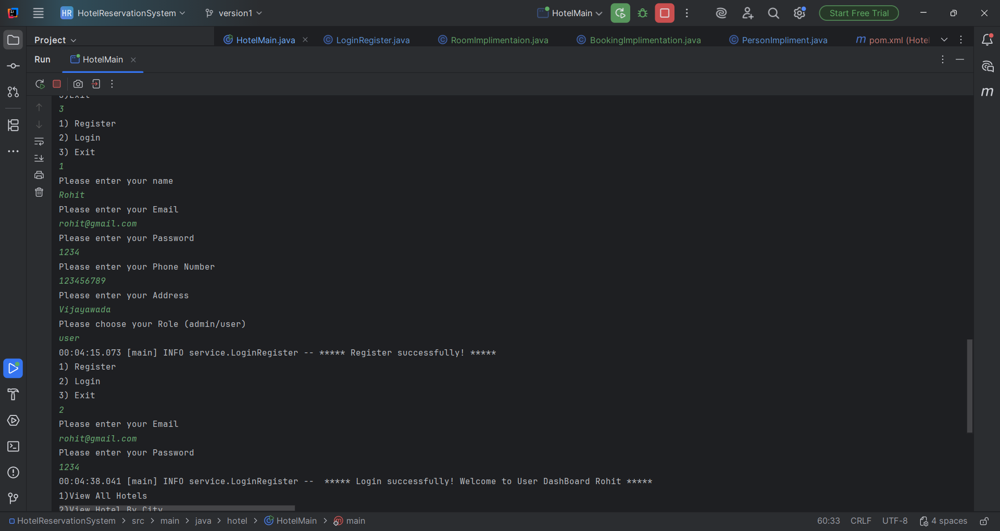 HR HotelReservationSystem version1 HotelMain Start Free Trial
Project HotelMain.java LoginRegister.java RoomImplimentaion.java BookingImplimentation.java PersonImpliment.java pom.xml (Hotel
Run HotelMain
3)Exit
3
1) Register
2) Login
3) Exit
1
Please enter your name
Rohit
Please enter your Email
rohit@gmail.com
Please enter your Password
1234
Please enter your Phone Number
123456789
Please enter your Address
Vijayawada
Please choose your Role (admin/user)
user
00:04:15.073 [main] INFO service.LoginRegister -- ***** Register successfully! *****
1) Register
2) Login
3) Exit
2
Please enter your Email
rohit@gmail.com
Please enter your Password
1234
00:04:38.041 [main] INFO service.LoginRegister --  ***** Login successfully! Welcome to User DashBoard Rohit *****
1)View All Hotels
2)View Hotel By City
HotelReservationSystem > src > main > java > hotel > HotelMain > main 60:33 CRLF UTF-8 4 spaces